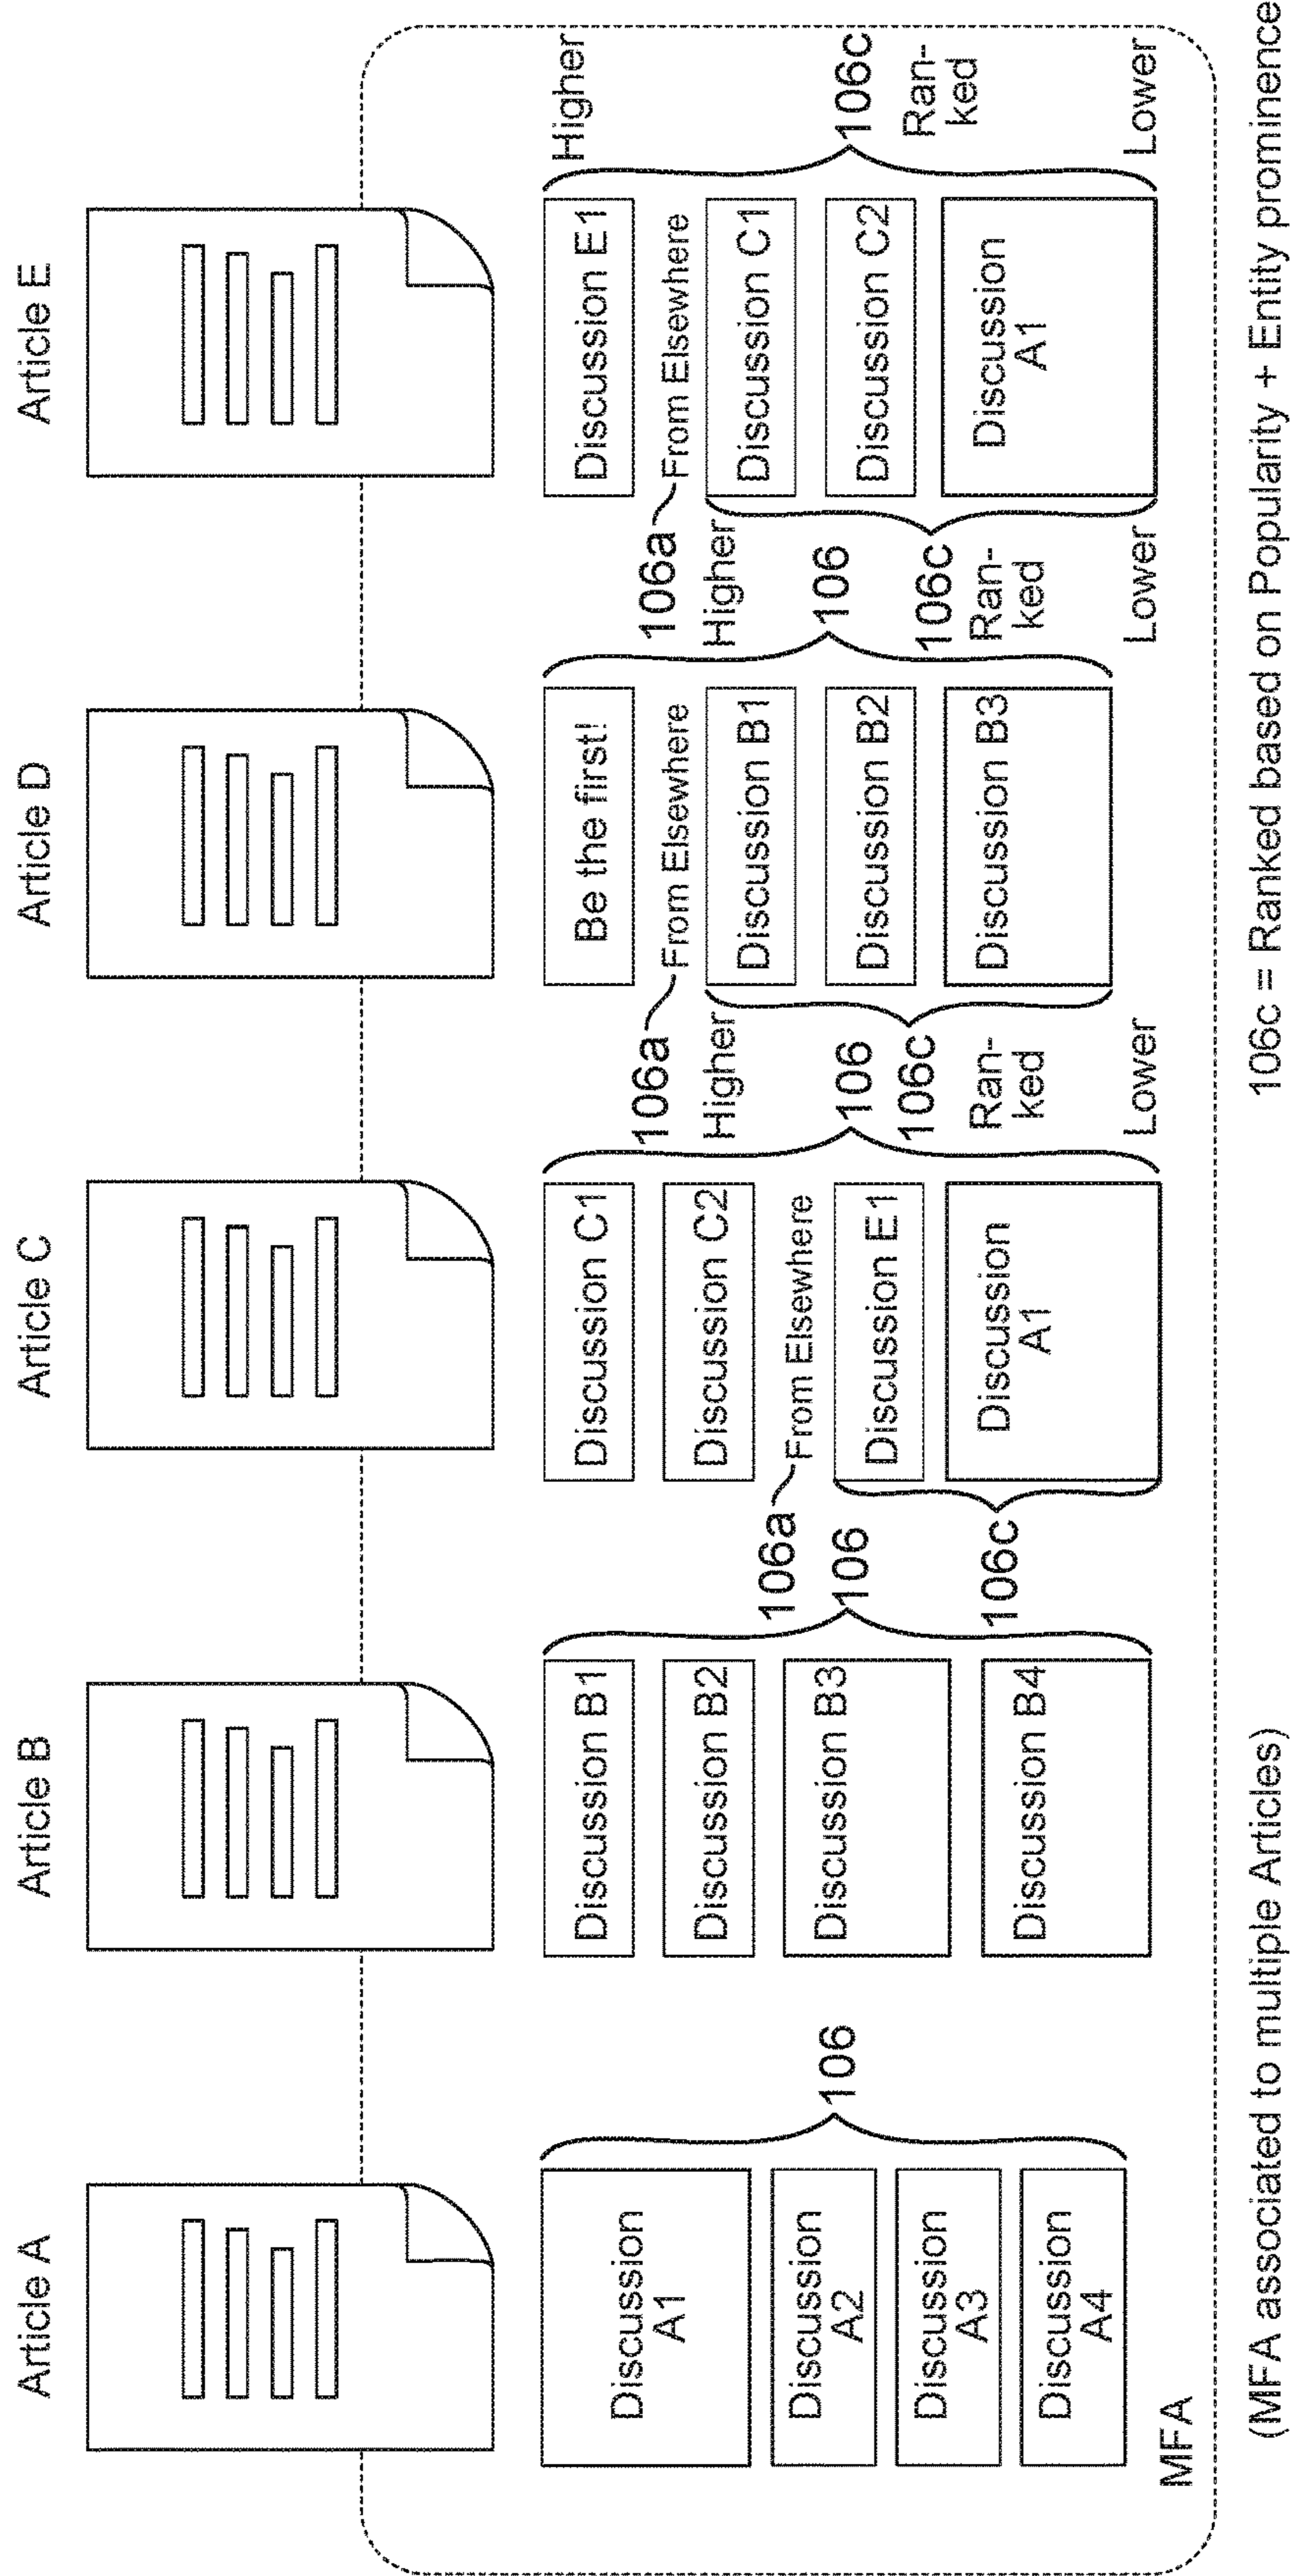 Article A
Article B
Article C
Article D
Article E
Discussion
A1
Discussion
A2
Discussion
A3
Discussion
A4
106
MFA
Discussion B1
Discussion B2
Discussion B3
Discussion B4
106
Discussion C1
Discussion C2
106a
From Elsewhere
Discussion E1
Discussion
A1
106c
106
Be the first!
106a
From Elsewhere
Higher
Discussion B1
Discussion B2
Discussion B3
106c
Ran-
ked
Lower
106
Discussion E1
106a
From Elsewhere
Higher
Discussion C1
Discussion C2
Discussion
A1
106c
Ran-
ked
Lower
Higher
106c
Ran-
ked
Lower
(MFA associated to multiple Articles)
106c = Ranked based on Popularity + Entity prominence